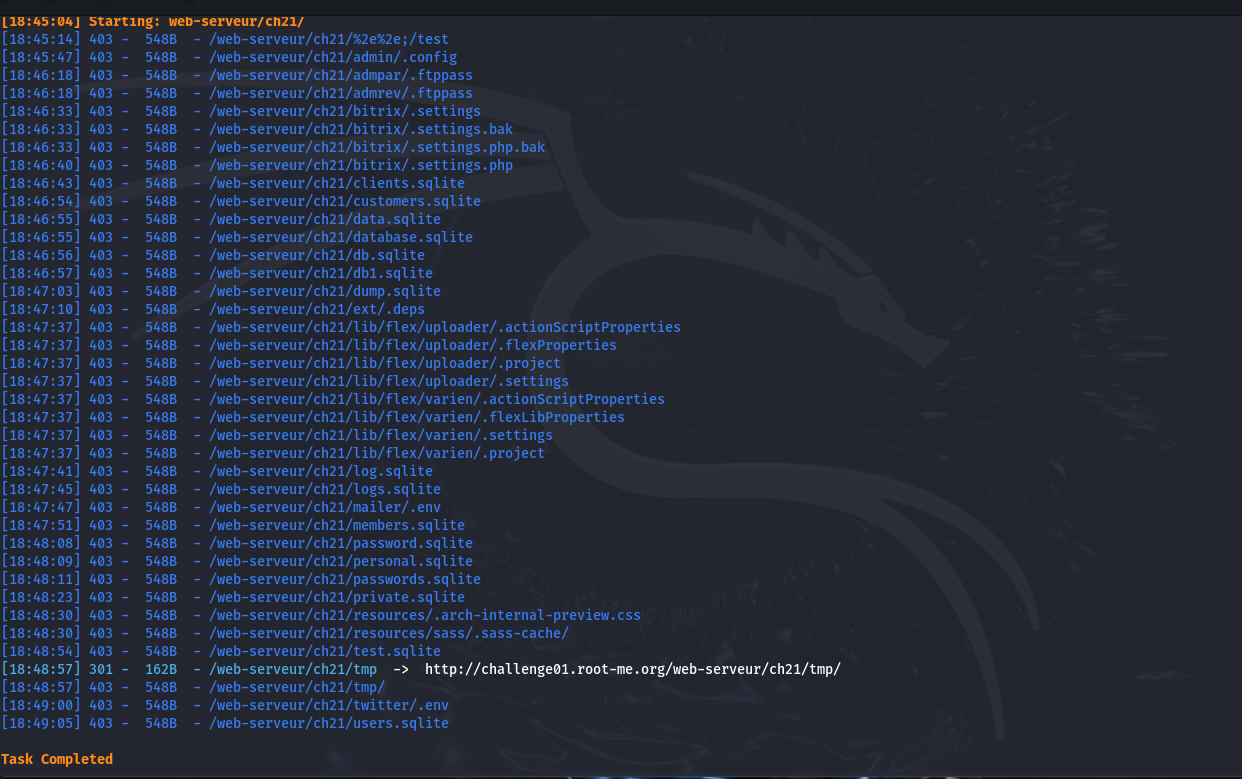 [18:45:04] Starting: web-serveur/ch21/
[18:45:14] 403 -  548B  - /web-serveur/ch21/%2e%2e;/test
[18:45:47] 403 -  548B  - /web-serveur/ch21/admin/.config
[18:46:18] 403 -  548B  - /web-serveur/ch21/admpar/.ftppass
[18:46:18] 403 -  548B  - /web-serveur/ch21/admrev/.ftppass
[18:46:33] 403 -  548B  - /web-serveur/ch21/bitrix/.settings
[18:46:33] 403 -  548B  - /web-serveur/ch21/bitrix/.settings.bak
[18:46:33] 403 -  548B  - /web-serveur/ch21/bitrix/.settings.php.bak
[18:46:40] 403 -  548B  - /web-serveur/ch21/bitrix/.settings.php
[18:46:43] 403 -  548B  - /web-serveur/ch21/clients.sqlite
[18:46:54] 403 -  548B  - /web-serveur/ch21/customers.sqlite
[18:46:55] 403 -  548B  - /web-serveur/ch21/data.sqlite
[18:46:55] 403 -  548B  - /web-serveur/ch21/database.sqlite
[18:46:56] 403 -  548B  - /web-serveur/ch21/db.sqlite
[18:46:57] 403 -  548B  - /web-serveur/ch21/db1.sqlite
[18:47:03] 403 -  548B  - /web-serveur/ch21/dump.sqlite
[18:47:10] 403 -  548B  - /web-serveur/ch21/ext/.deps
[18:47:37] 403 -  548B  - /web-serveur/ch21/lib/flex/uploader/.actionScriptProperties
[18:47:37] 403 -  548B  - /web-serveur/ch21/lib/flex/uploader/.flexProperties
[18:47:37] 403 -  548B  - /web-serveur/ch21/lib/flex/uploader/.project
[18:47:37] 403 -  548B  - /web-serveur/ch21/lib/flex/uploader/.settings
[18:47:37] 403 -  548B  - /web-serveur/ch21/lib/flex/varien/.actionScriptProperties
[18:47:37] 403 -  548B  - /web-serveur/ch21/lib/flex/varien/.flexLibProperties
[18:47:37] 403 -  548B  - /web-serveur/ch21/lib/flex/varien/.settings
[18:47:37] 403 -  548B  - /web-serveur/ch21/lib/flex/varien/.project
[18:47:41] 403 -  548B  - /web-serveur/ch21/log.sqlite
[18:47:45] 403 -  548B  - /web-serveur/ch21/logs.sqlite
[18:47:47] 403 -  548B  - /web-serveur/ch21/mailer/.env
[18:47:51] 403 -  548B  - /web-serveur/ch21/members.sqlite
[18:48:08] 403 -  548B  - /web-serveur/ch21/password.sqlite
[18:48:09] 403 -  548B  - /web-serveur/ch21/personal.sqlite
[18:48:11] 403 -  548B  - /web-serveur/ch21/passwords.sqlite
[18:48:23] 403 -  548B  - /web-serveur/ch21/private.sqlite
[18:48:30] 403 -  548B  - /web-serveur/ch21/resources/.arch-internal-preview.css
[18:48:30] 403 -  548B  - /web-serveur/ch21/resources/sass/.sass-cache/
[18:48:54] 403 -  548B  - /web-serveur/ch21/test.sqlite
[18:48:57] 301 -  162B  - /web-serveur/ch21/tmp  ->  http://challenge01.root-me.org/web-serveur/ch21/tmp/
[18:48:57] 403 -  548B  - /web-serveur/ch21/tmp/
[18:49:00] 403 -  548B  - /web-serveur/ch21/twitter/.env
[18:49:05] 403 -  548B  - /web-serveur/ch21/users.sqlite
Task Completed